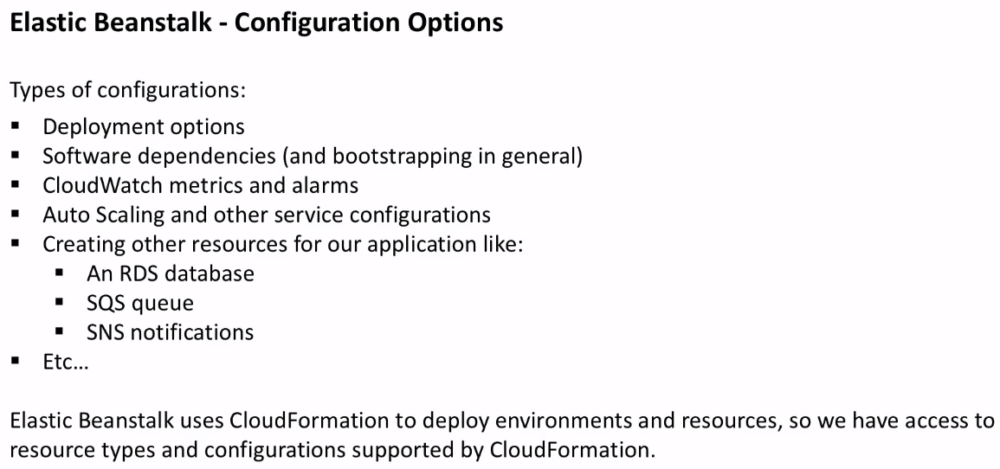 Elastic Beanstalk - Configuration Options
Types of configurations:
▪ Deployment options
▪ Software dependencies (and bootstrapping in general)
▪ CloudWatch metrics and alarms
▪ Auto Scaling and other service configurations
▪ Creating other resources for our application like:
▪ An RDS database
▪ SQS queue
▪ SNS notifications
▪ Etc...
Elastic Beanstalk uses CloudFormation to deploy environments and resources, so we have access to
resource types and configurations supported by CloudFormation.